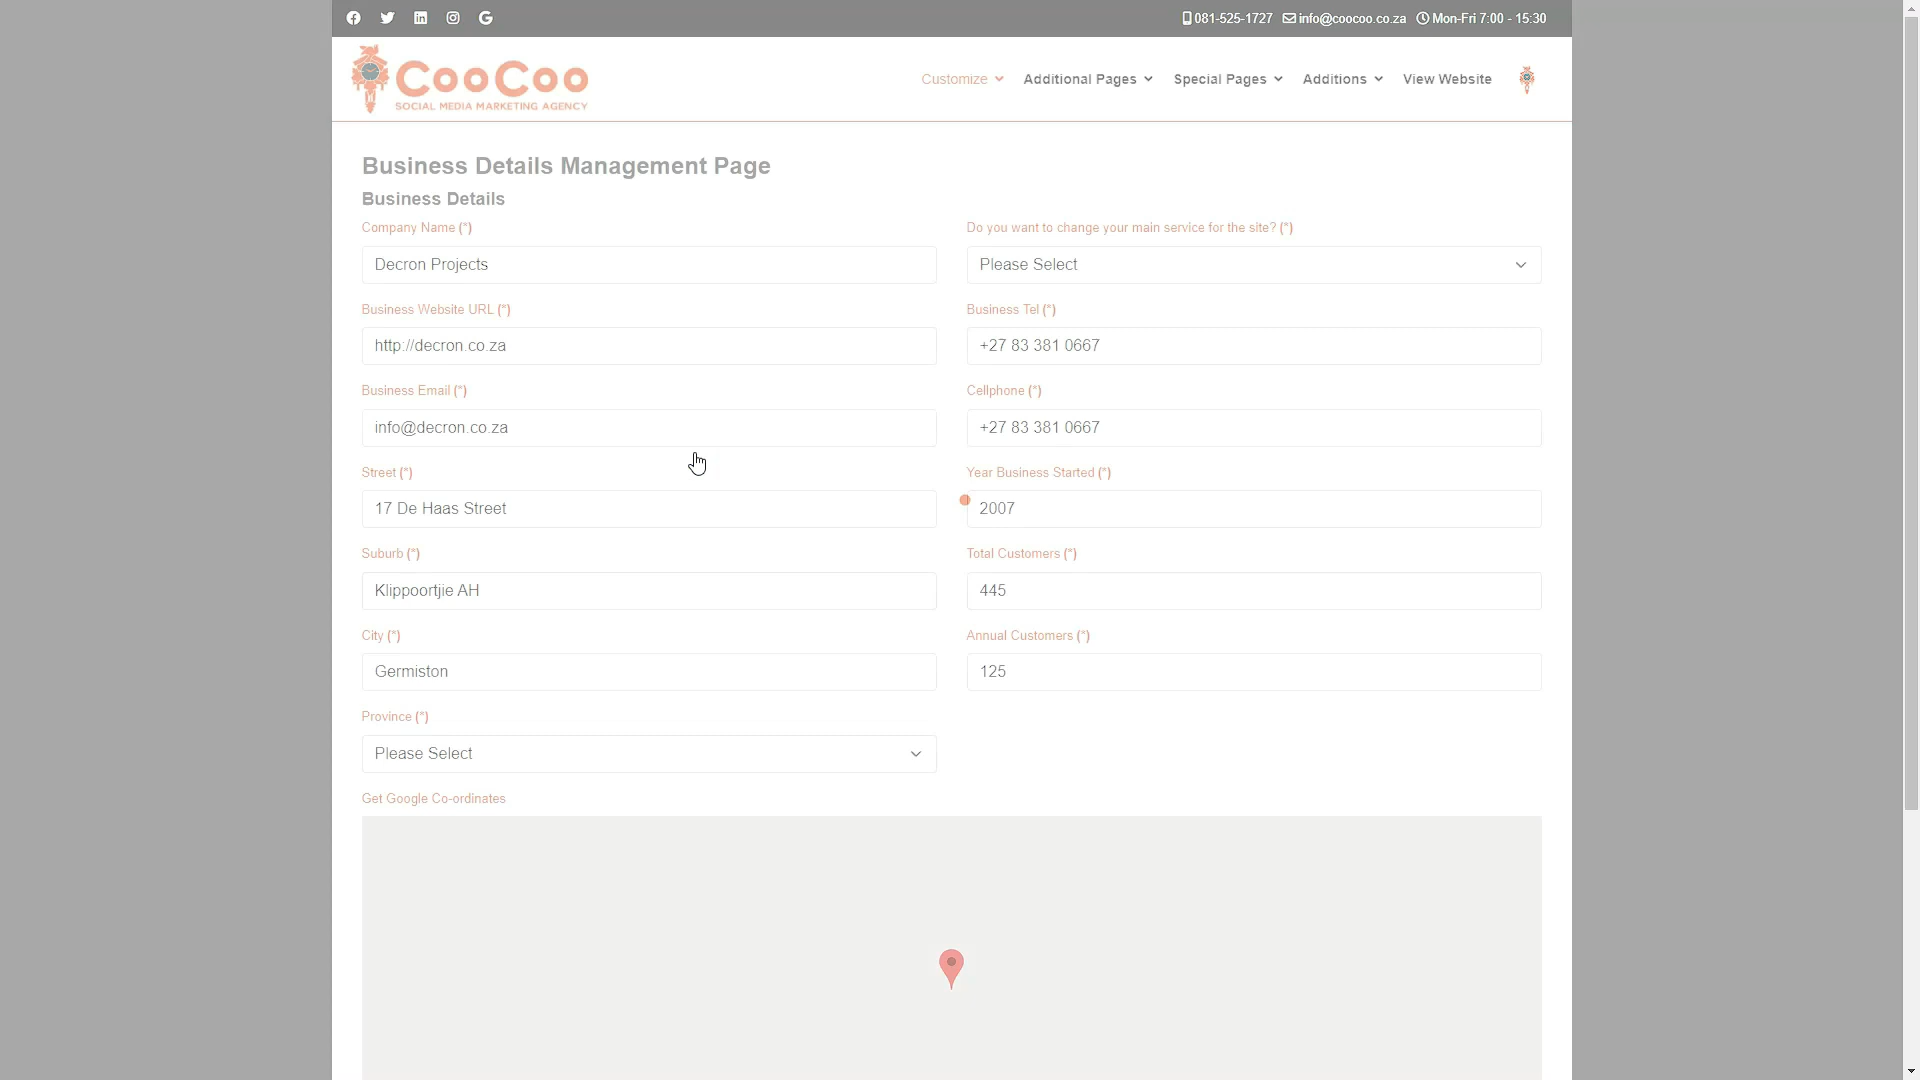 081-525-1727 info@coocoo.co.za Mon-Fri 7:00 - 15:30
CooCoo
SOCIAL MEDIA MARKETING AGENCY
Customize Additional Pages Special Pages Additions View Website
Business Details Management Page
Business Details
Company Name (*)
Decron Projects
Do you want to change your main service for the site? (*)
Please Select
Business Website URL (*)
http://decron.co.za
Business Tel (*)
+27 83 381 0667
Business Email (*)
info@decron.co.za
Cellphone (*)
+27 83 381 0667
Street (*)
17 De Haas Street
Year Business Started (*)
2007
Suburb (*)
Klippoortjie AH
Total Customers (*)
445
City (*)
Germiston
Annual Customers (*)
125
Province (*)
Please Select
Get Google Co-ordinates